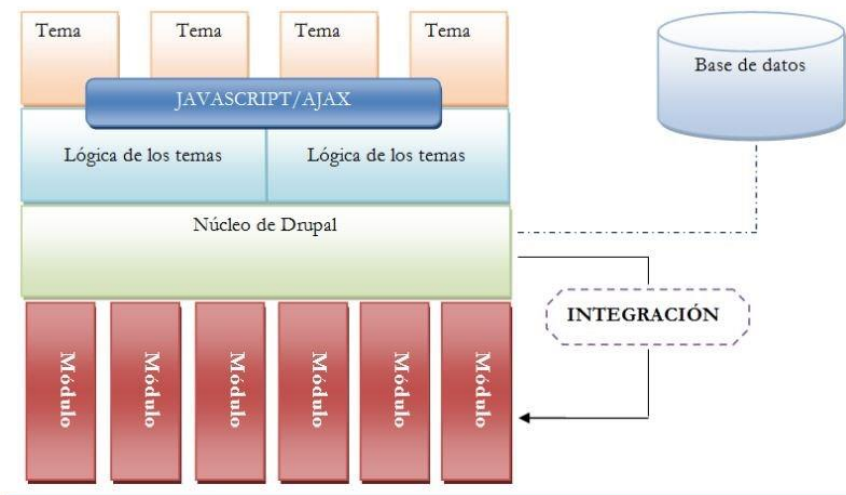 Tema
Tema
Tema
Tema
Base de datos
JAVASCRIPT/AJAX
Lógica de los temas
Lógica de los temas
Núcleo de Drupal
INTEGRACIÓN
Módulo
Módulo
Módulo
Módulo
Módulo
Módulo